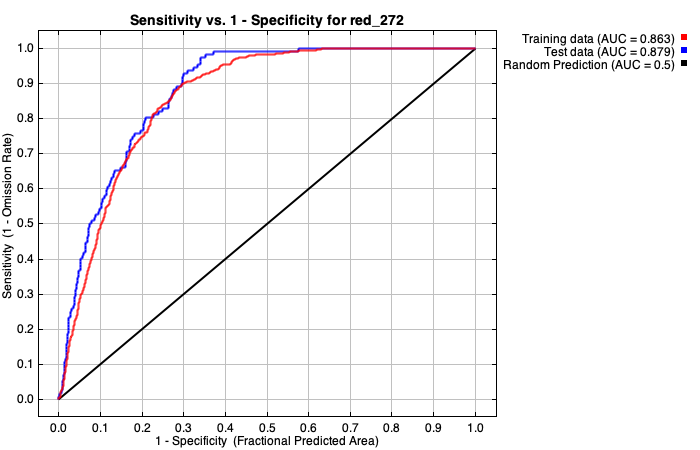 Sensitivity vs. 1 - Specificity for red_272
Training data (AUC = 0.863)
Test data (AUC = 0.879)
Random Prediction (AUC = 0.5)
Sensitivity (1 - Omission Rate)
1.0
0.9
0.8
0.7
0.6
0.5
0.4
0.3
0.2
0.1
0.0
0.0 0.1 0.2 0.3 0.4 0.5 0.6 0.7 0.8 0.9 1.0
1 - Specificity (Fractional Predicted Area)